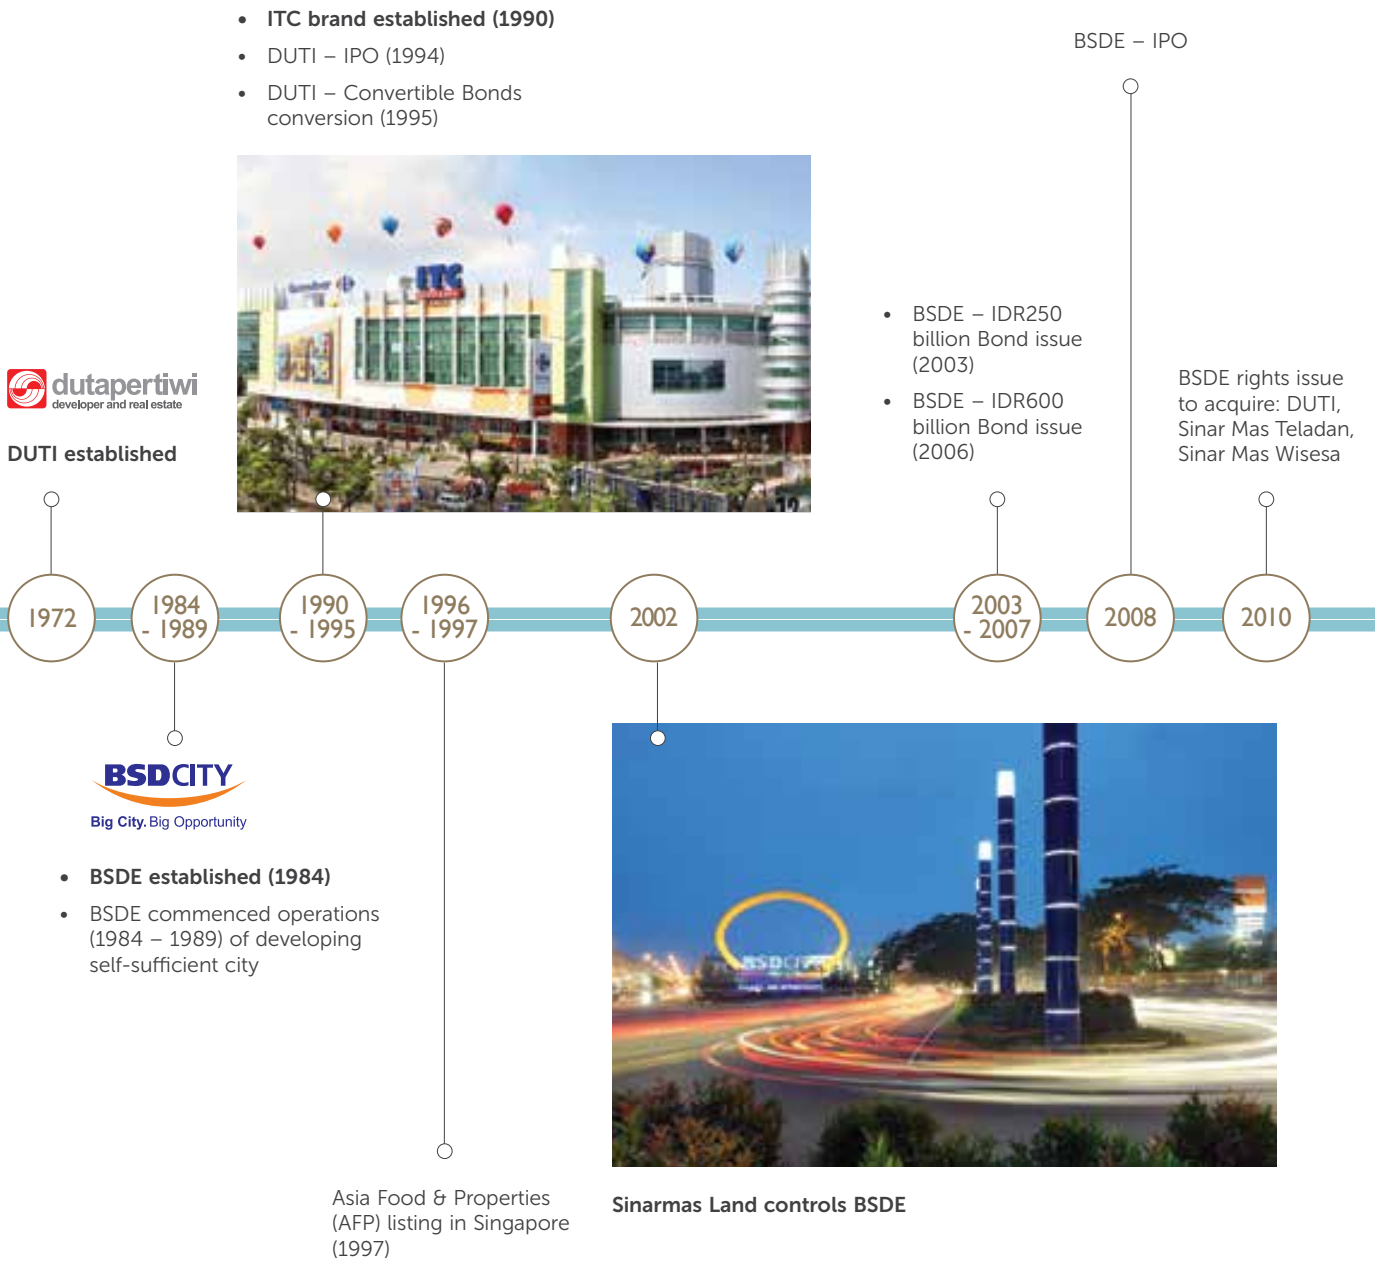 • ITC brand established (1990)
• DUTI – IPO (1994)
• DUTI – Convertible Bonds
conversion (1995)
BSDE – IPO
ITC
• BSDE – IDR250
billion Bond issue
(2003)
• BSDE – IDR600
billion Bond issue
(2006)
BSDE rights issue
to acquire: DUTI,
Sinar Mas Teladan,
Sinar Mas Wisesa
dutapertiwi
developer and real estate
DUTI established
1972
1984
- 1989
1990
- 1995
1996
- 1997
2002
2003
- 2007
2008
2010
BSDCITY
Big City. Big Opportunity
• BSDE established (1984)
• BSDE commenced operations
(1984 – 1989) of developing
self-sufficient city
BSDCITY
Asia Food & Properties
(AFP) listing in Singapore
(1997)
Sinarmas Land controls BSDE